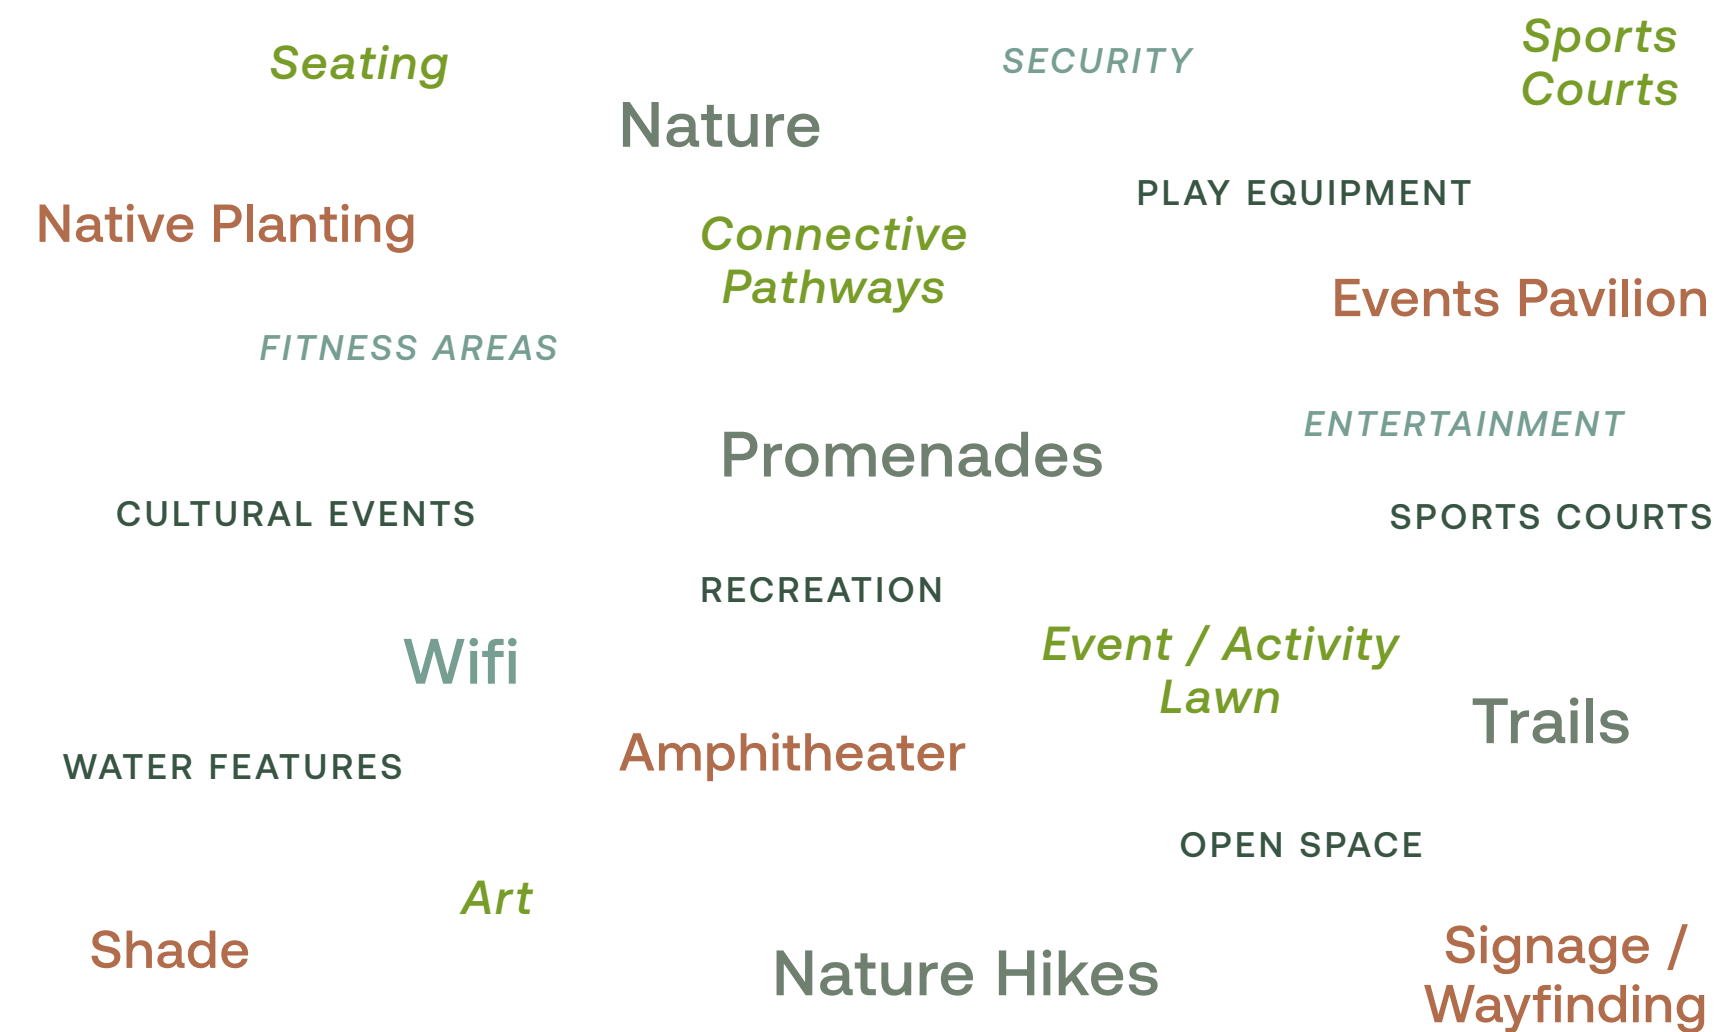 Seating
SECURITY
Sports
Courts
Nature
PLAY EQUIPMENT
Native Planting
Connective
Pathways
Events Pavilion
FITNESS AREAS
ENTERTAINMENT
Promenades
CULTURAL EVENTS
SPORTS COURTS
RECREATION
Wifi
Event / Activity
Lawn
Trails
WATER FEATURES
Amphitheater
OPEN SPACE
Art
Shade
Nature Hikes
Signage /
Wayfinding